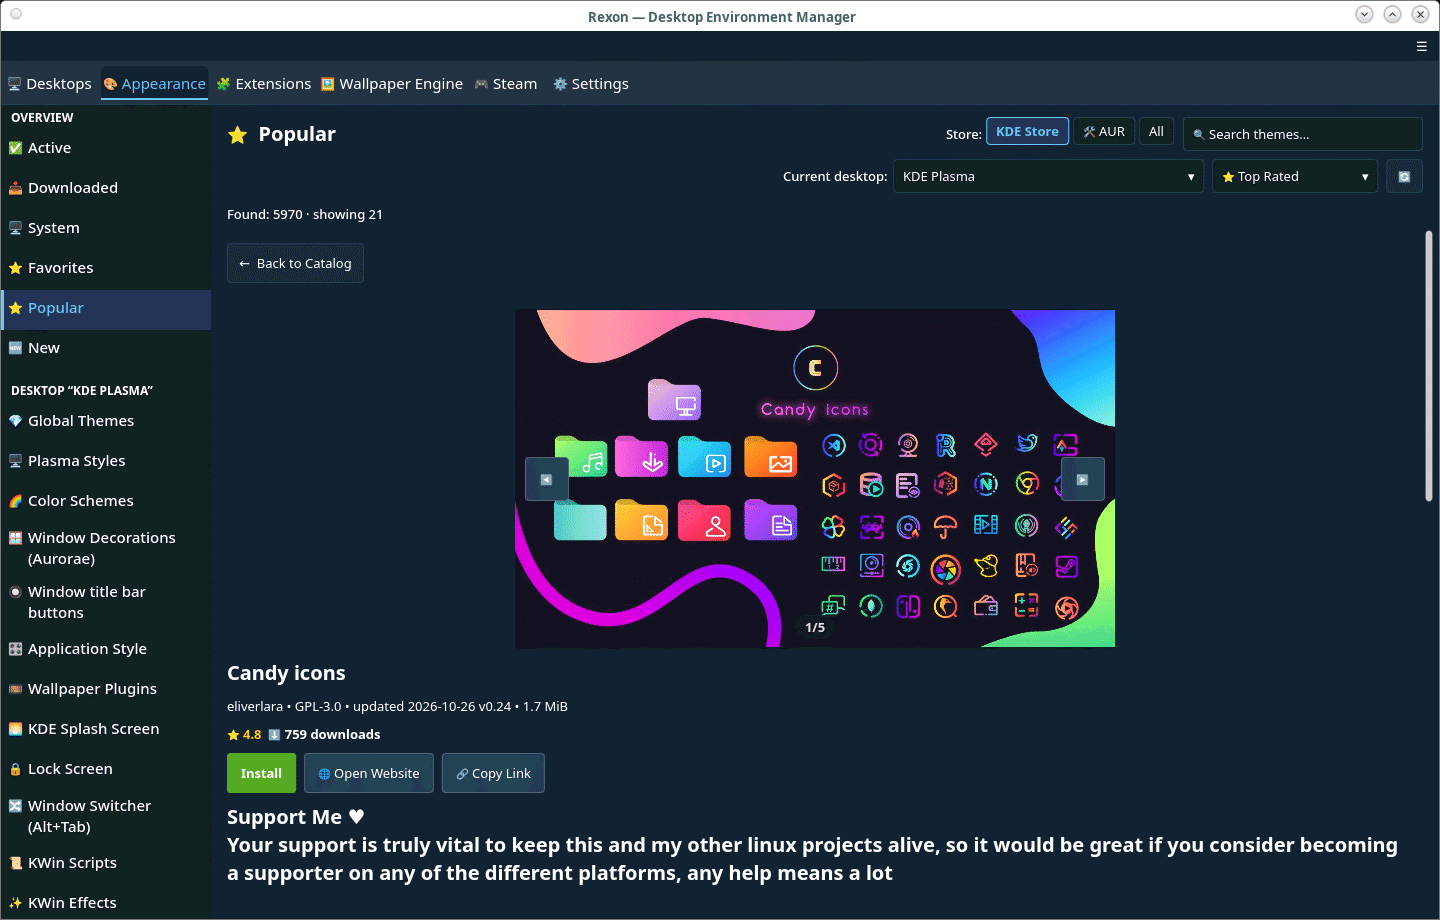 Rexon — Desktop Environment Manager
Desktops Appearance Extensions Wallpaper Engine Steam Settings
OVERVIEW
Active
Downloaded
System
Favorites
Popular
New
DESKTOP “KDE PLASMA”
Global Themes
Plasma Styles
Color Schemes
Window Decorations
(Aurorae)
Window title bar
buttons
Application Style
Wallpaper Plugins
KDE Splash Screen
Lock Screen
Window Switcher
(Alt+Tab)
KWin Scripts
KWin Effects
Popular
Store: KDE Store AUR All Search themes...
Current desktop: KDE Plasma Top Rated
Found: 5970 · showing 21
← Back to Catalog
C
Candy icons
1/5
Candy icons
eliverlara • GPL-3.0 • updated 2026-10-26 v0.24 • 1.7 MiB
4.8 759 downloads
Install Open Website Copy Link
Support Me ♥
Your support is truly vital to keep this and my other linux projects alive, so it would be great if you consider becoming
a supporter on any of the different platforms, any help means a lot